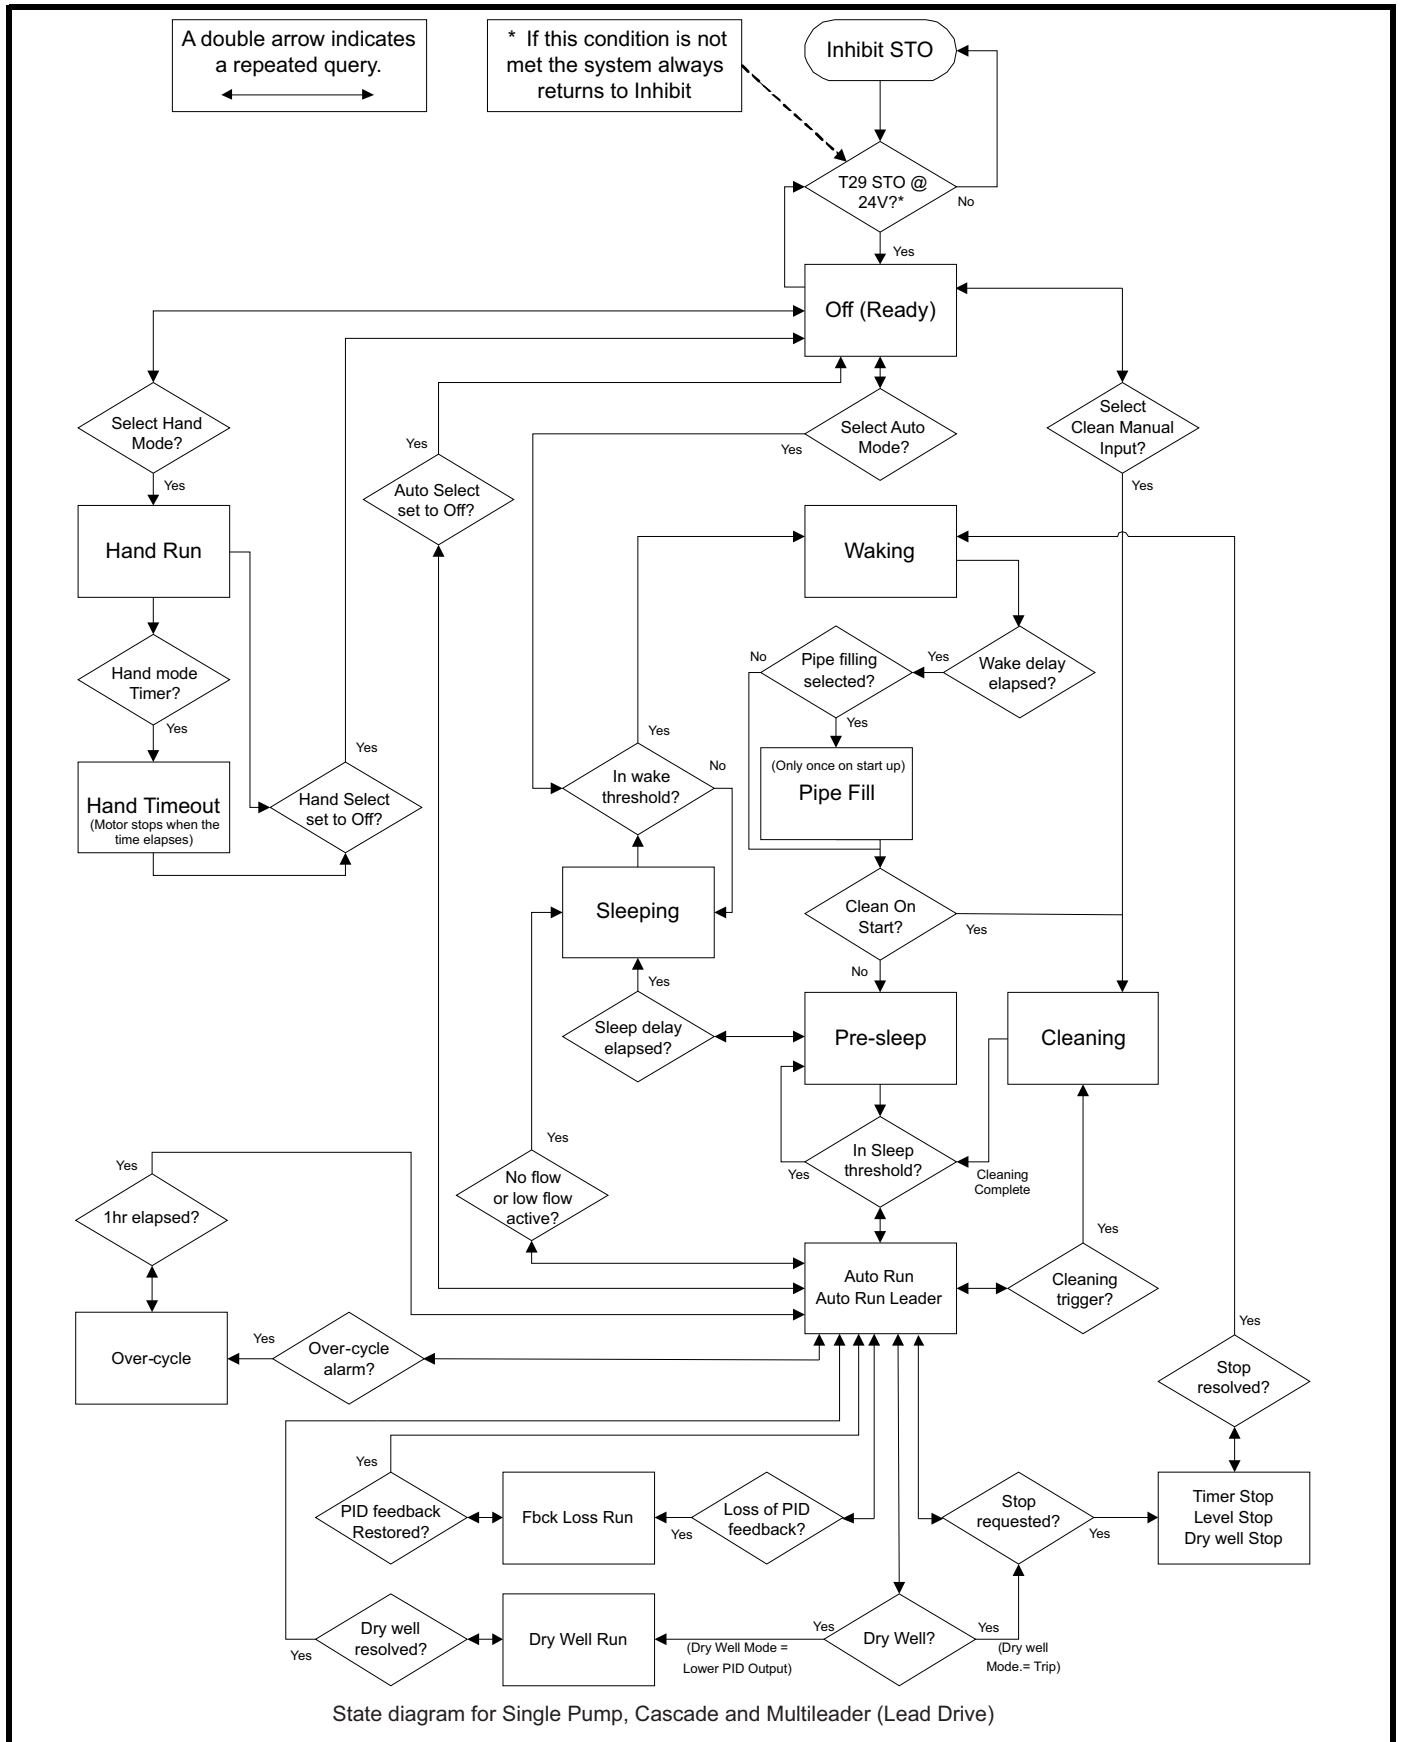 A double arrow indicates
a repeated query.
* If this condition is not
met the system always
returns to Inhibit
Inhibit STO
T29 STO @
24V?*
No
Yes
Off (Ready)
Select Hand
Mode?
Yes
Select Auto
Mode?
Yes
Select
Clean Manual
Input?
Yes
Yes
Auto Select
set to Off?
Hand Run
Waking
Hand mode
Timer?
Yes
No
Pipe filling
selected?
Yes
Wake delay
elapsed?
Yes
Yes
Hand Timeout
(Motor stops when the
time elapses)
Yes
Hand Select
set to Off?
In wake
threshold?
No
(Only once on start up)
Pipe Fill
Sleeping
Clean On
Start?
Yes
No
Yes
Sleep delay
elapsed?
Pre-sleep
Cleaning
Yes
No flow
or low flow
active?
In Sleep
threshold?
Yes
Cleaning
Complete
Yes
1hr elapsed?
Auto Run
Auto Run Leader
Yes
Cleaning
trigger?
Over-cycle
Yes
Over-cycle
alarm?
Yes
Stop
resolved?
Yes
PID feedback
Restored?
Fbck Loss Run
Yes
Loss of PID
feedback?
Stop
requested?
Yes
Timer Stop
Level Stop
Dry well Stop
Dry well
resolved?
Yes
Dry Well Run
Yes
(Dry Well Mode =
Lower PID Output)
Dry Well?
Yes
(Dry well
Mode.= Trip)
State diagram for Single Pump, Cascade and Multileader (Lead Drive)